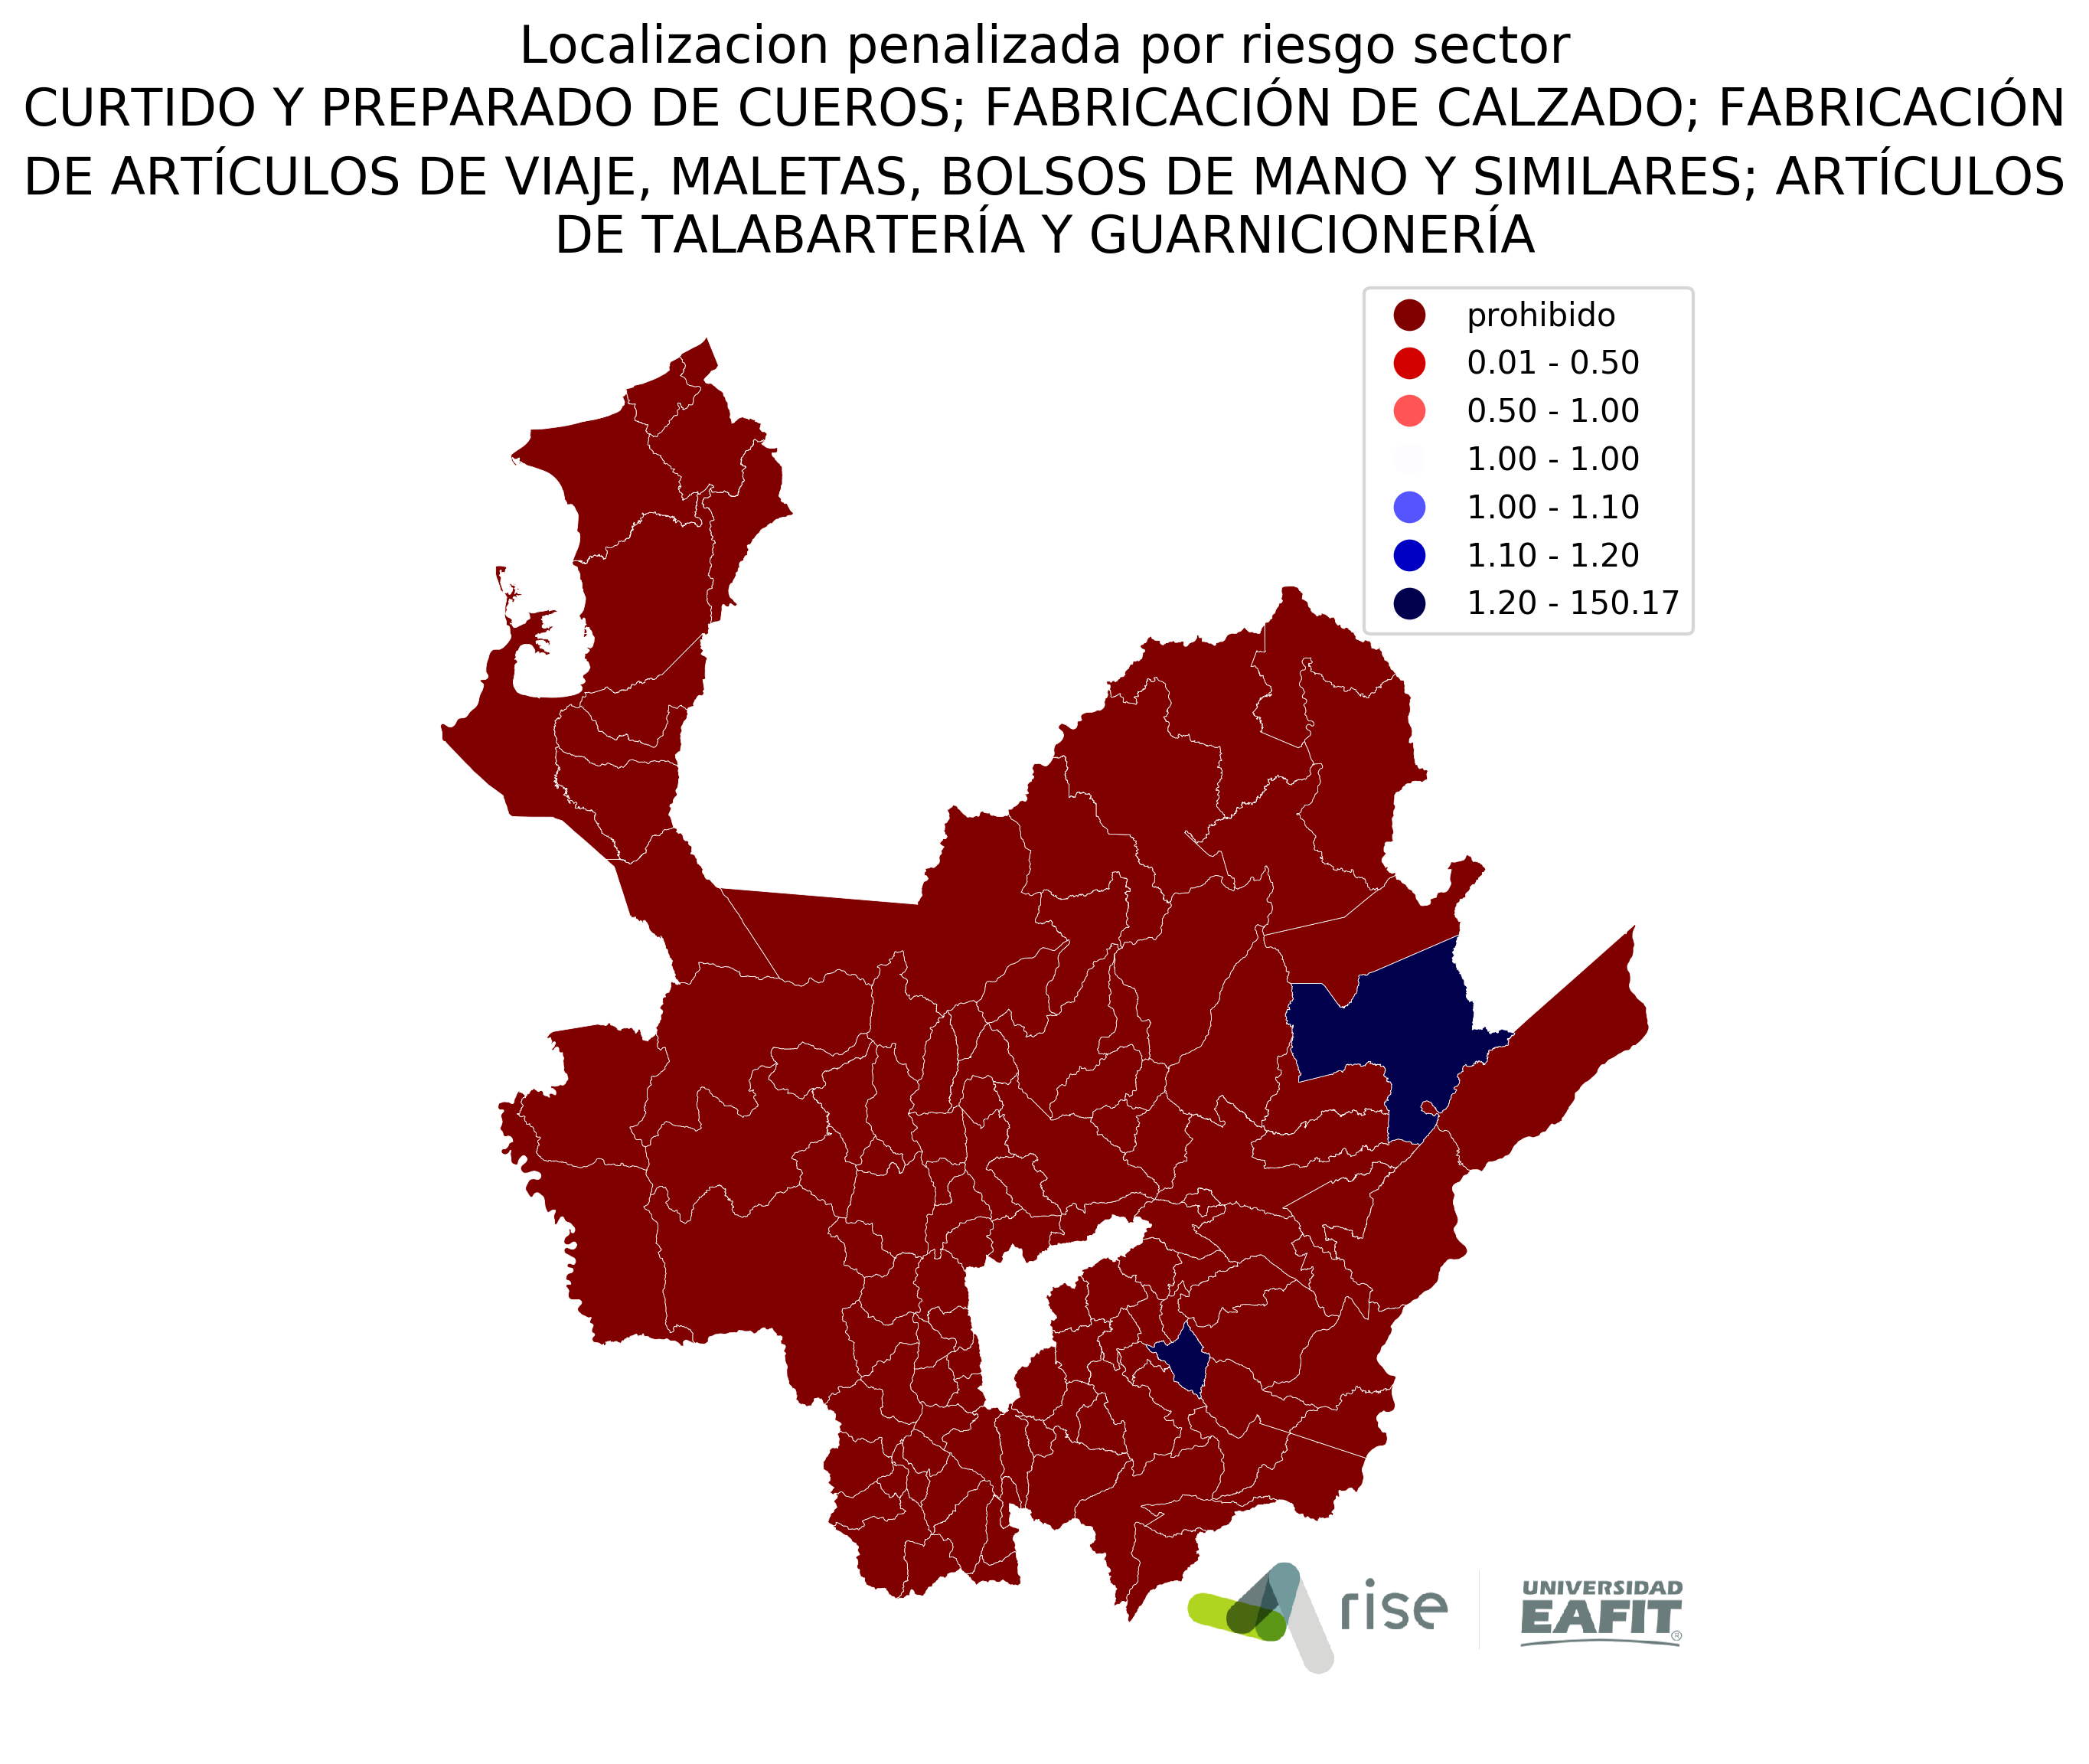 Localizacion penalizada por riesgo sector
CURTIDO Y PREPARADO DE CUEROS; FABRICACIÓN DE CALZADO; FABRICACIÓN
DE ARTÍCULOS DE VIAJE, MALETAS, BOLSOS DE MANO Y SIMILARES; ARTÍCULOS
DE TALABARTERÍA Y GUARNICIONERÍA
prohibido
0.01 - 0.50
0.50 - 1.00
1.00 - 1.00
1.00 - 1.10
1.10 - 1.20
1.20 - 150.17
rise
UNIVERSIDAD
EAFIT®